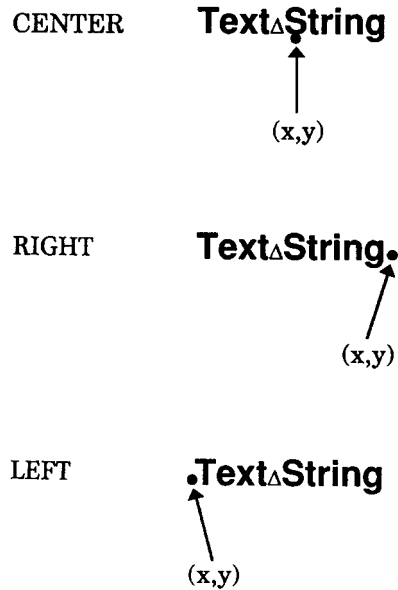 CENTER Text△String
(x,y)
RIGHT Text△String
(x,y)
LEFT Text△String
(x,y)